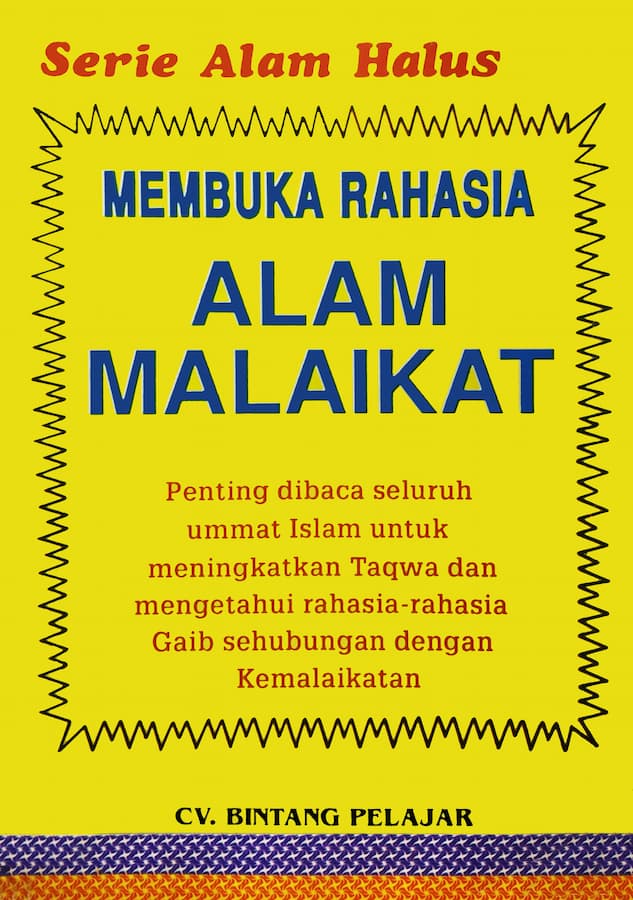 Serie Alam Halus
MEMBUKA RAHASIA
ALAM
MALAIKAT
Penting dibaca seluruh
ummat Islam untuk
meningkatkan Taqwa dan
mengetahui rahasia-rahasia
Gaib sehubungan dengan
Kemalaikatan
CV. BINTANG PELAJAR